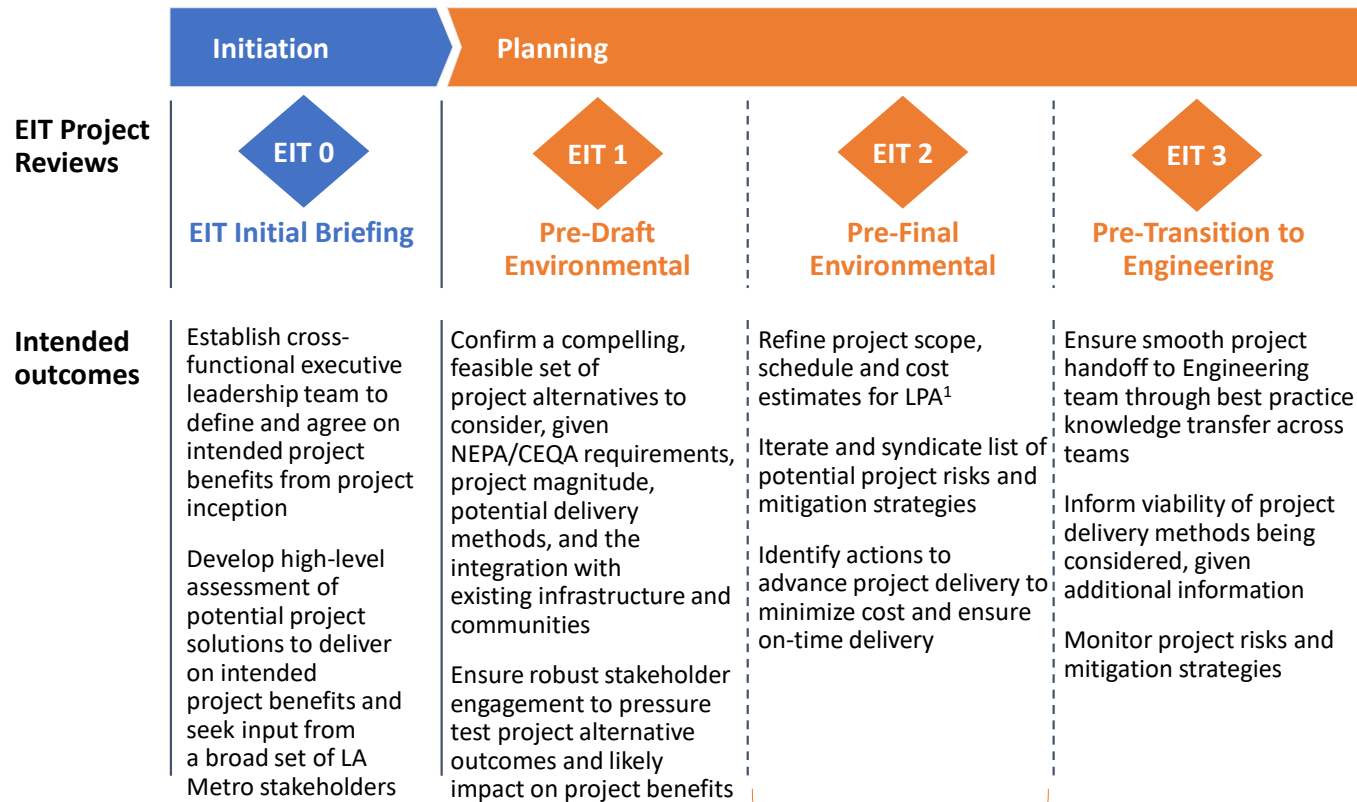 Initiation
Planning
EIT Project
Reviews
EIT 0
EIT 1
EIT 2
EIT 3
EIT Initial Briefing
Pre-Draft
Environmental
Pre-Final
Environmental
Pre-Transition to
Engineering
Intended
outcomes
Establish cross-
functional executive
leadership team to
define and agree on
intended project
benefits from project
inception
Develop high-level
assessment of
potential project
solutions to deliver
on intended
project benefits and
seek input from
a broad set of LA
Metro stakeholders
Confirm a compelling,
feasible set of
project alternatives to
consider, given
NEPA/CEQA requirements,
project magnitude,
potential delivery
methods, and the
integration with
existing infrastructure and
communities
Ensure robust stakeholder
engagement to pressure
test project alternative
outcomes and likely
impact on project benefits
Refine project scope,
schedule and cost
estimates for LPA¹
Iterate and syndicate list of
potential project risks and
mitigation strategies
Identify actions to
advance project delivery to
minimize cost and ensure
on-time delivery
Ensure smooth project
handoff to Engineering
team through best practice
knowledge transfer across
teams
Inform viability of project
delivery methods being
considered, given
additional information
Monitor project risks and
mitigation strategies